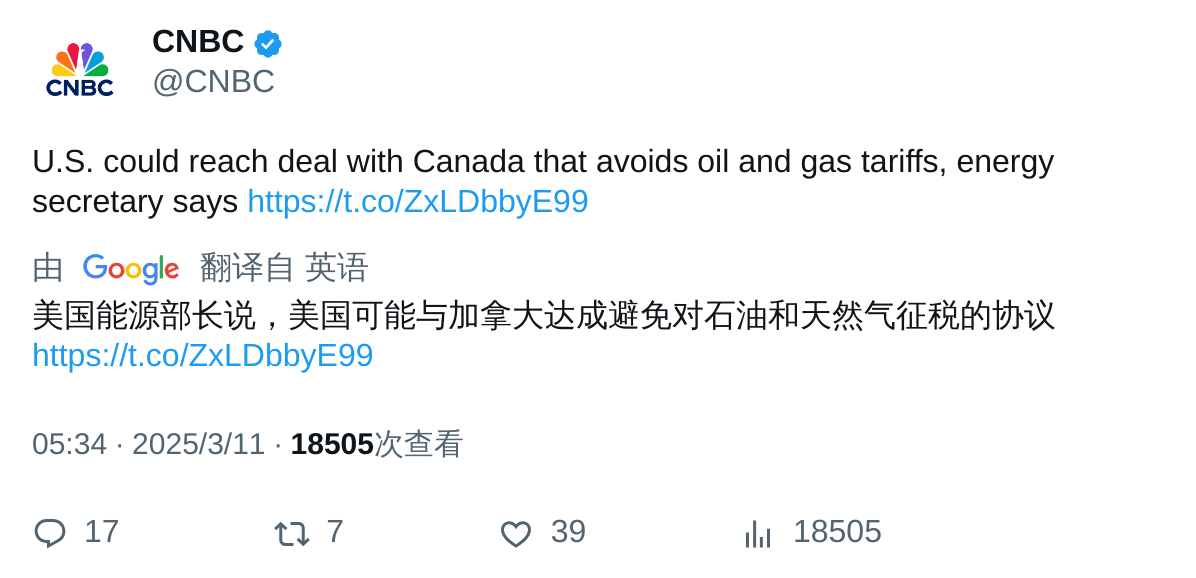 CNBC
CNBC
@CNBC
U.S. could reach deal with Canada that avoids oil and gas tariffs, energy
secretary says https://t.co/ZxLDbbyE99
由 Google 翻译自 英语
美国能源部长说，美国可能与加拿大达成避免对石油和天然气征税的协议
https://t.co/ZxLDbbyE99
05:34 · 2025/3/11 · 18505次查看
17 7 39 18505